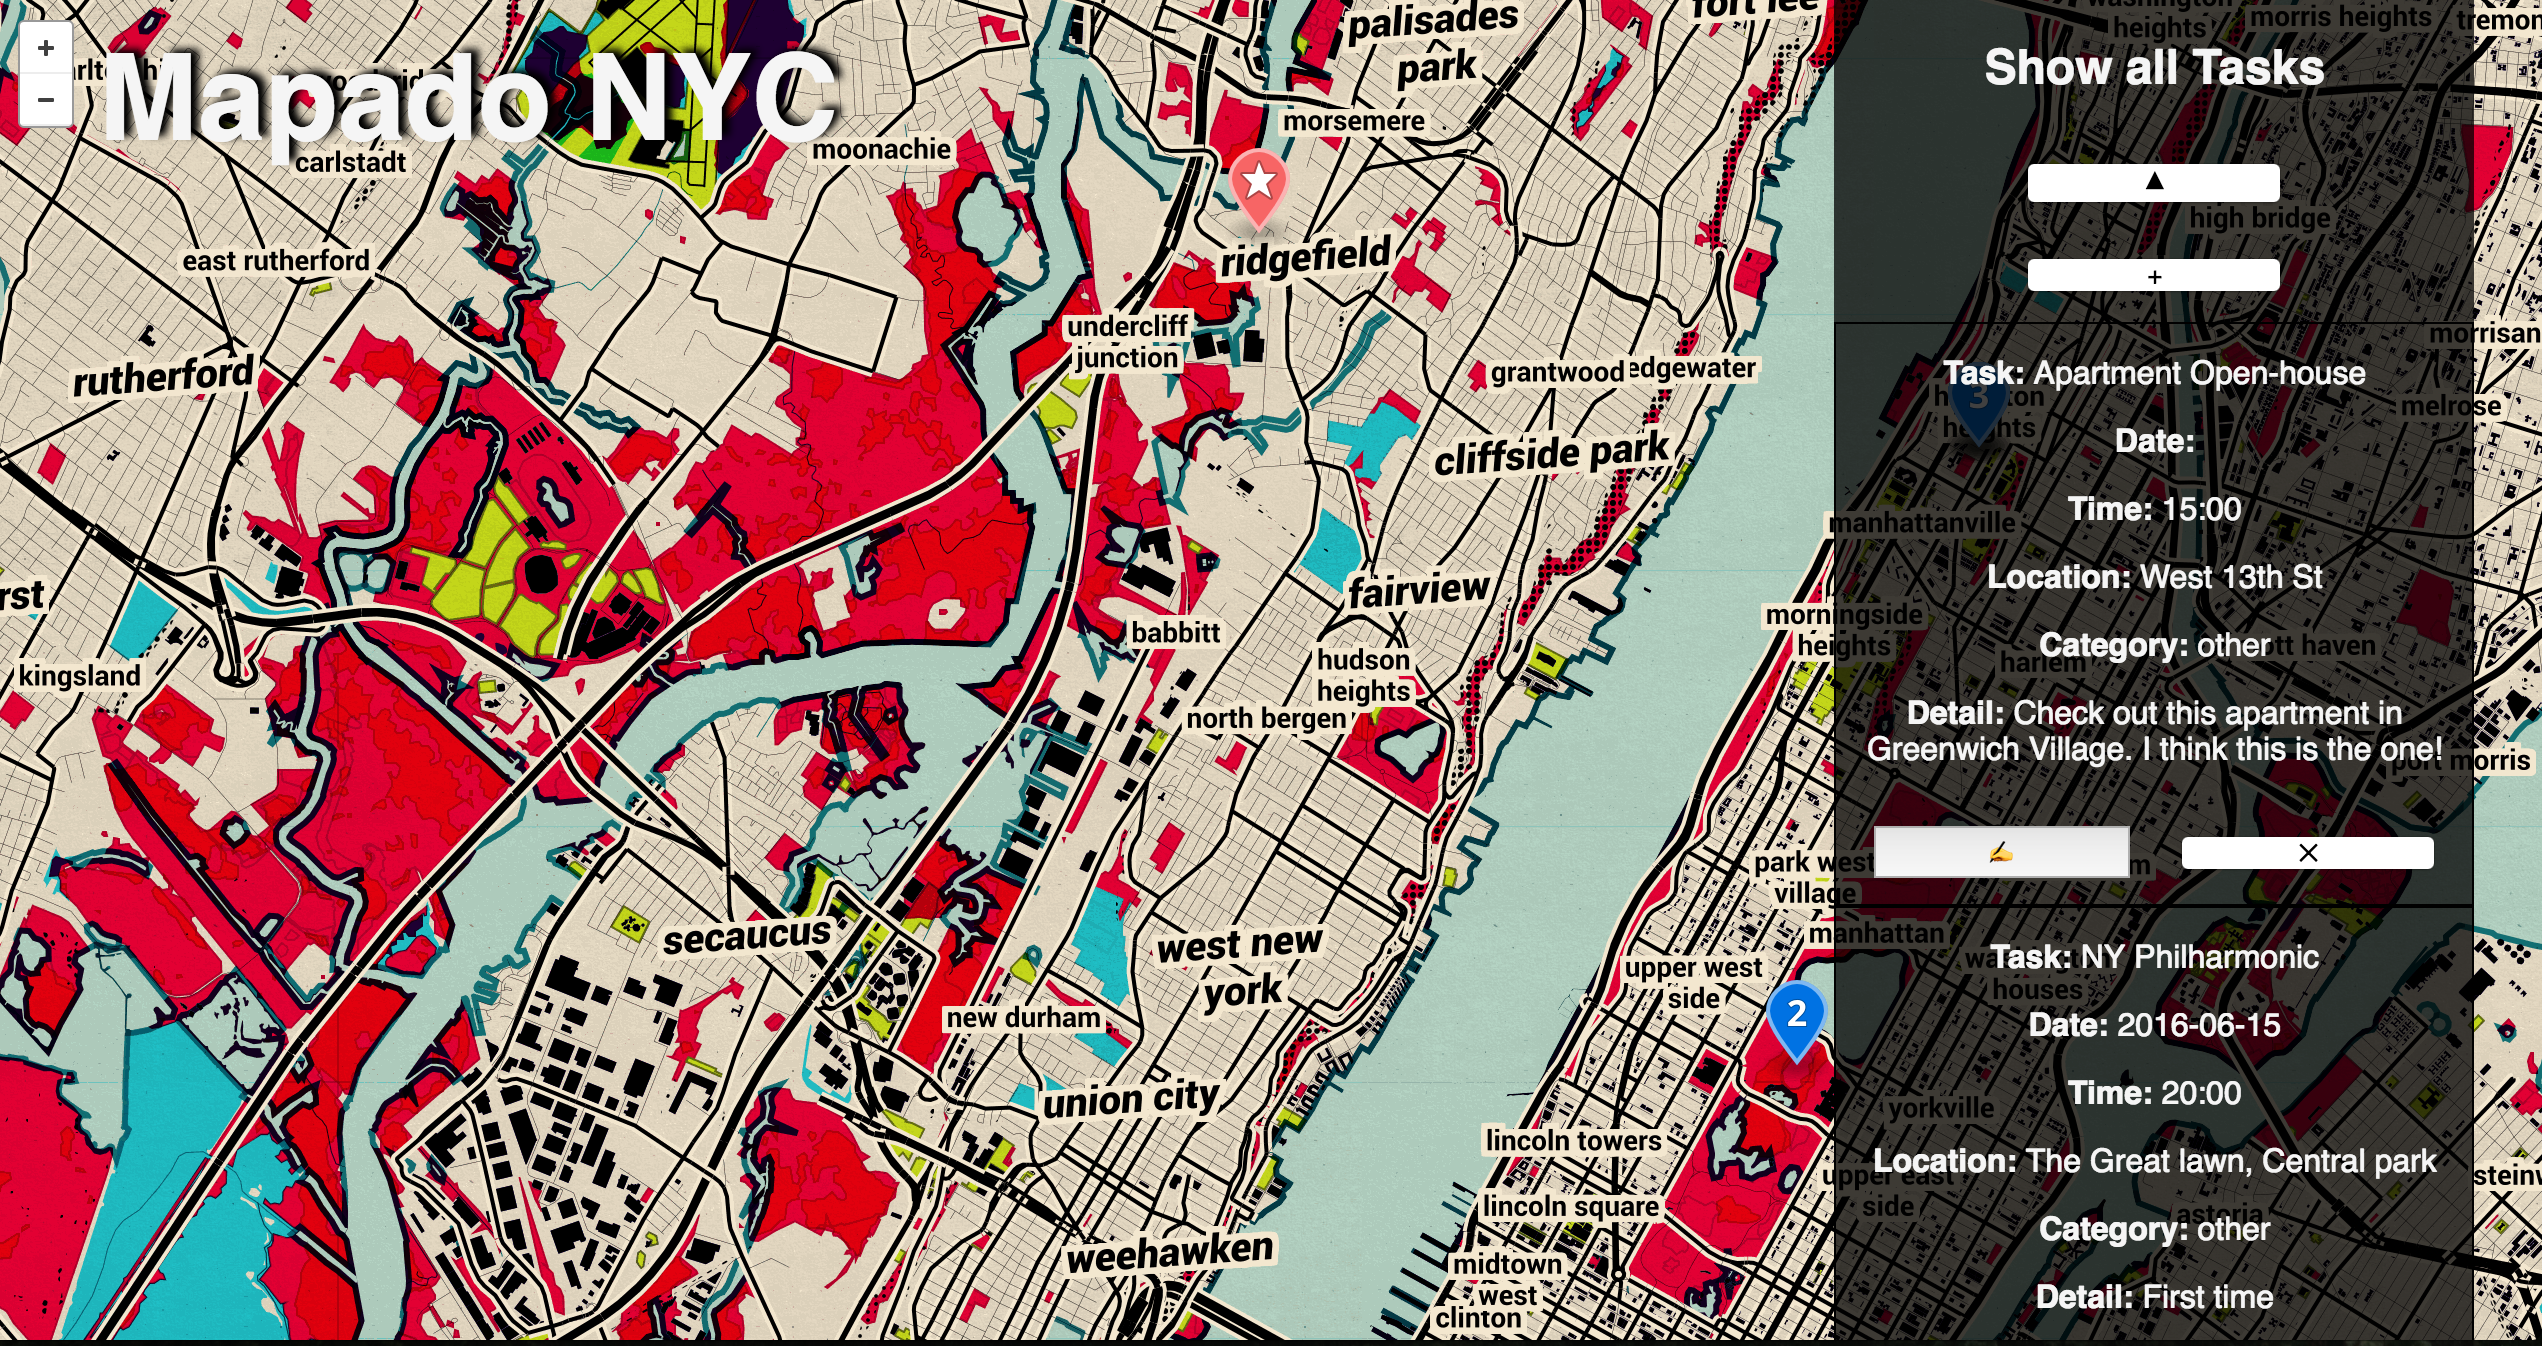 palisades
park
fort lee
washington
heights
morris heights
+
−
Mapado NYC
Show all Tasks
morsemere
moonachie
carlstadt
▲
high bridge
east rutherford
ridgefield
+
undercliff
junction
rutherford
grantwood
edgewater
Task: Apartment Open-house
3
heights
melrose
Date:
cliffside park
Time: 15:00
manhattanville
Location: West 13th St
fairview
morningside
heights
babbitt
Category: other
harlem
hudson
heights
kingsland
north bergen
Detail: Check out this apartment in
Greenwich Village. I think this is the one!
port morris
park west
village
✍
×
secaucus
west new
york
manhattan
Task: NY Philharmonic
houses
upper west
side
new durham
2
Date: 2016-06-15
Time: 20:00
union city
yorkville
lincoln towers
Location: The Great lawn, Central park
upper east
side
lincoln square
astoria
Category: other
weehawken
midtown
west
clinton
Detail: First time